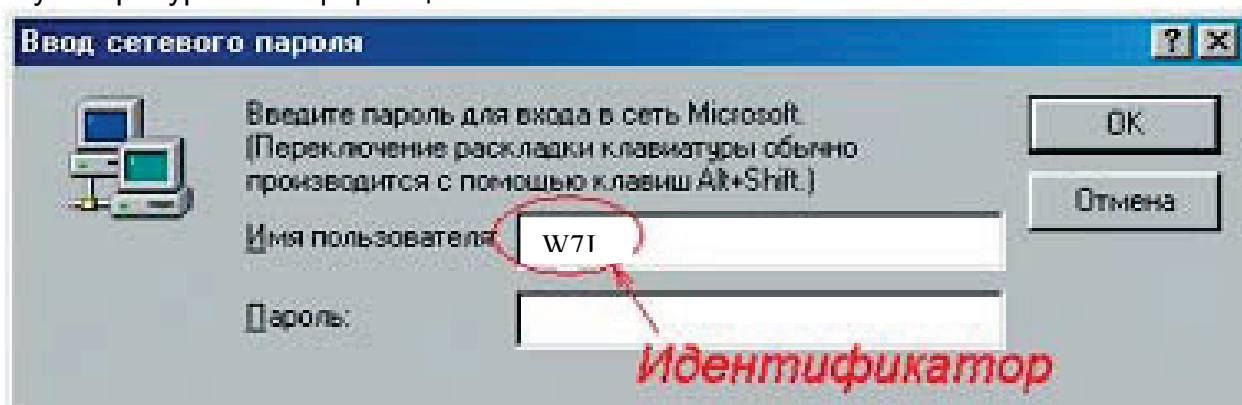 Ввод сетевого пароля
Введите пароль для входа в сеть Microsoft.
(Переключение раскладки клавиатуры обычно
производится с помощью клавиш Alt+Shift.)
OK
Отмена
Имя пользователя:
Пароль:
Идентификатор